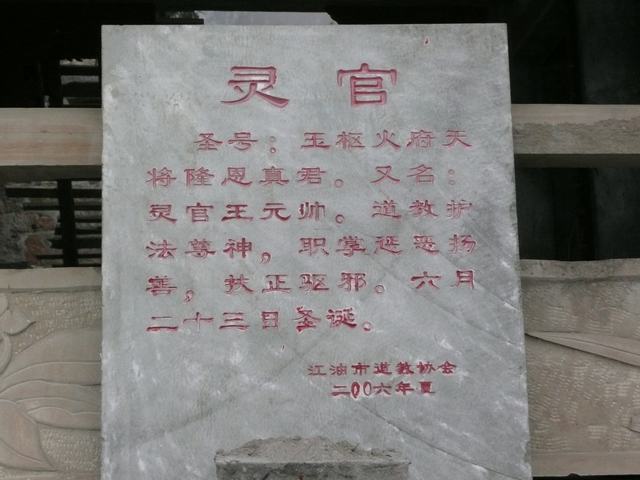 灵官
圣号：玉枢火府天
将隆恩真君。又名：
灵官王元帅。道教护
法尊神，职掌惩恶扬
善，扶正驱邪。六月
二十三日圣诞。
江油市道教协会
二00六年夏